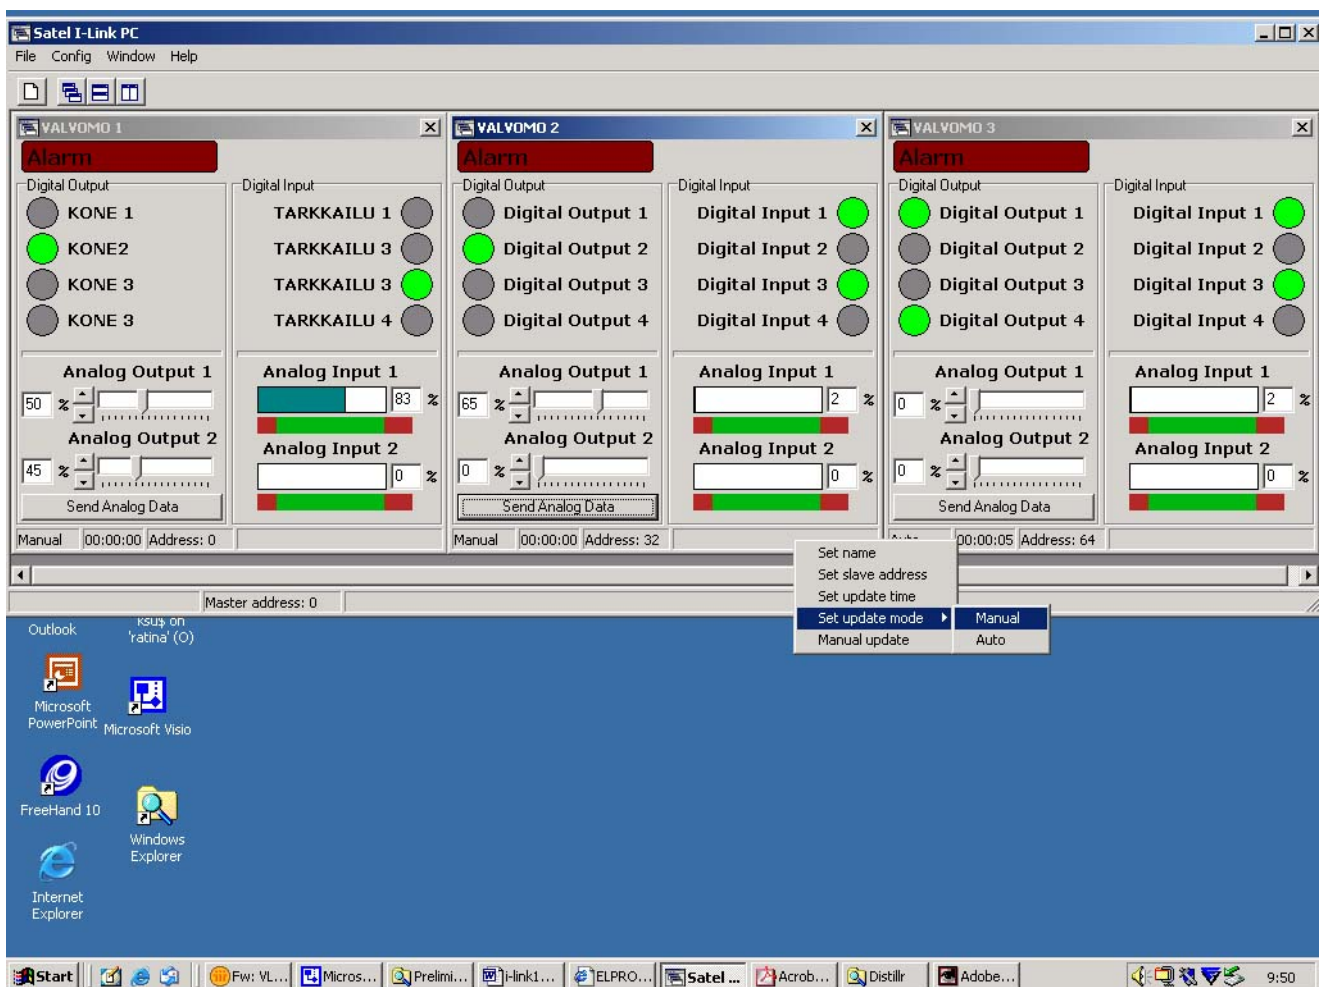 Satel I-Link PC
File Config Window Help
VALVOMO 1
Alarm
Digital Output
Digital Input
KONE 1
TARKKAILU 1
KONE2
TARKKAILU 3
KONE 3
TARKKAILU 3
KONE 3
TARKKAILU 4
Analog Output 1
Analog Input 1
50 %
83 %
Analog Output 2
Analog Input 2
45 %
0 %
Send Analog Data
Manual 00:00:00 Address: 0
VALVOMO 2
Alarm
Digital Output
Digital Input
Digital Output 1
Digital Input 1
Digital Output 2
Digital Input 2
Digital Output 3
Digital Input 3
Digital Output 4
Digital Input 4
Analog Output 1
Analog Input 1
65 %
2 %
Analog Output 2
Analog Input 2
0 %
0 %
Send Analog Data
Manual 00:00:00 Address: 32
VALVOMO 3
Alarm
Digital Output
Digital Input
Digital Output 1
Digital Input 1
Digital Output 2
Digital Input 2
Digital Output 3
Digital Input 3
Digital Output 4
Digital Input 4
Analog Output 1
Analog Input 1
0 %
2 %
Analog Output 2
Analog Input 2
0 %
0 %
Send Analog Data
00:00:05 Address: 64
Set name
Set slave address
Set update time
Set update mode
Manual update
Manual
Auto
Master address: 0
Outlook
ksu$ on
'ratina' (O)
Microsoft
PowerPoint
Microsoft Visio
FreeHand 10
Windows
Explorer
Internet
Explorer
Start
Fw: VL...
Micros...
Prelimi...
i-link1...
ELPRO...
Satel ...
Acrob...
Distillr
Adobe...
9:50